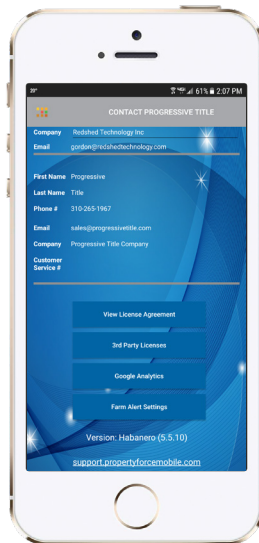 39° 61% 2:07 PM
CONTACT PROGRESSIVE TITLE
Company Redshed Technology Inc
Email gordon@redshedtechnology.com
First Name Progressive
Last Name Title
Phone # 310-265-1967
Email sales@progressivetitle.com
Company Progressive Title Company
Customer
Service #
View License Agreement
3rd Party Licenses
Google Analytics
Farm Alert Settings
Version: Habanero (5.5.10)
support.propertyforcemobile.com